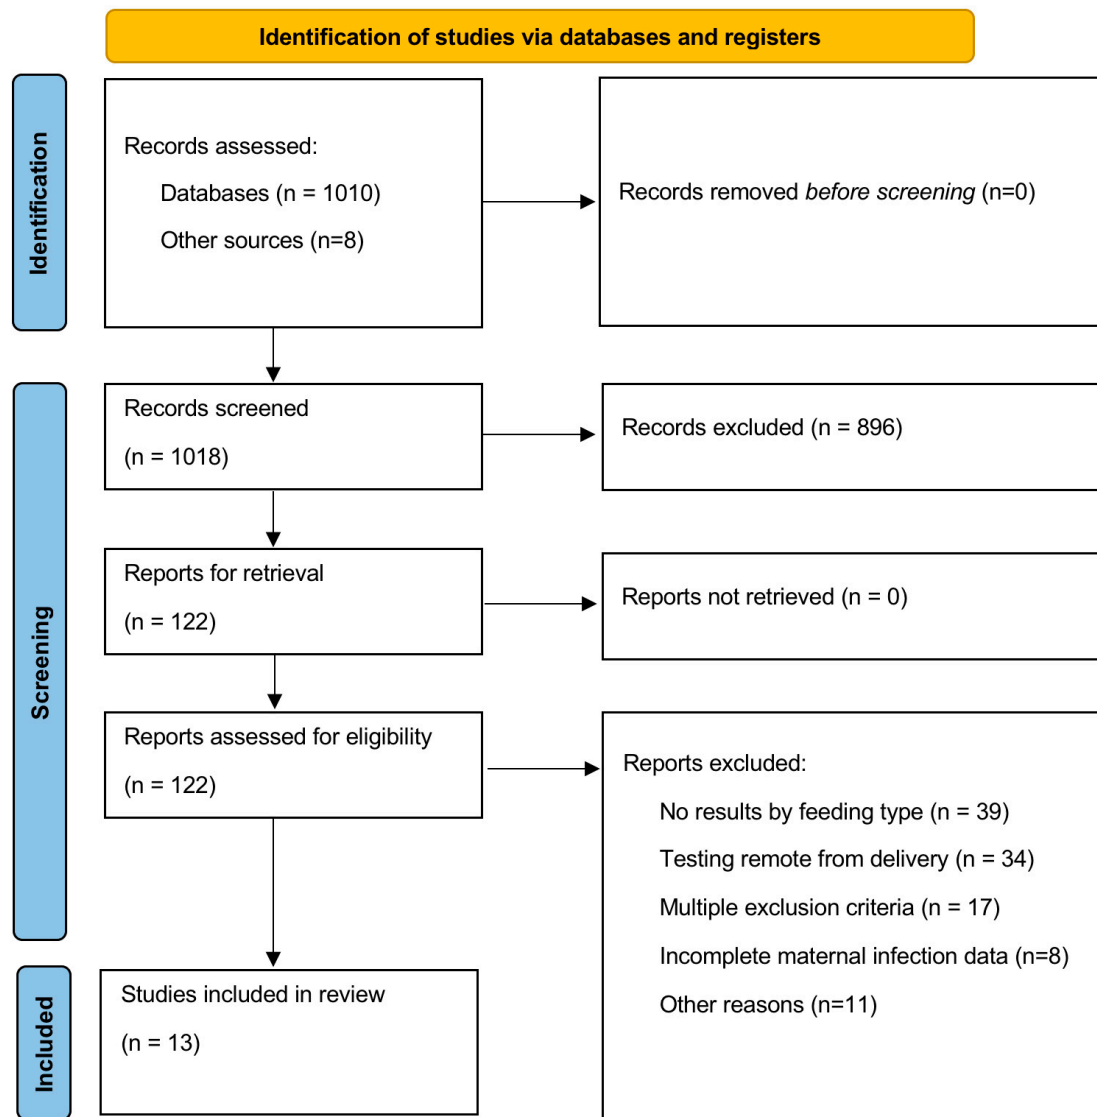 Identification of studies via databases and registers
Identification
Records assessed:
Databases (n = 1010)
Other sources (n=8)
Records removed before screening (n=0)
Screening
Records screened
(n = 1018)
Records excluded (n = 896)
Reports for retrieval
(n = 122)
Reports not retrieved (n = 0)
Reports assessed for eligibility
(n = 122)
Reports excluded:
No results by feeding type (n = 39)
Testing remote from delivery (n = 34)
Multiple exclusion criteria (n = 17)
Incomplete maternal infection data (n=8)
Other reasons (n=11)
Included
Studies included in review
(n = 13)